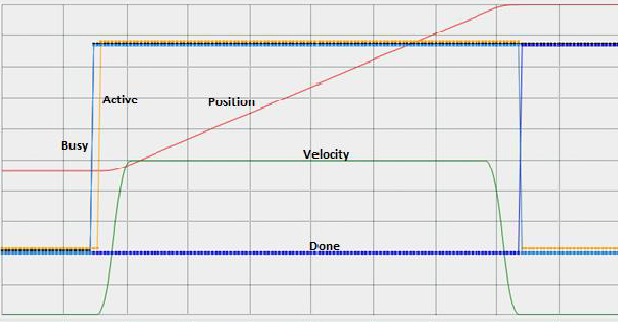 Active
Position
Busy
Velocity
Done